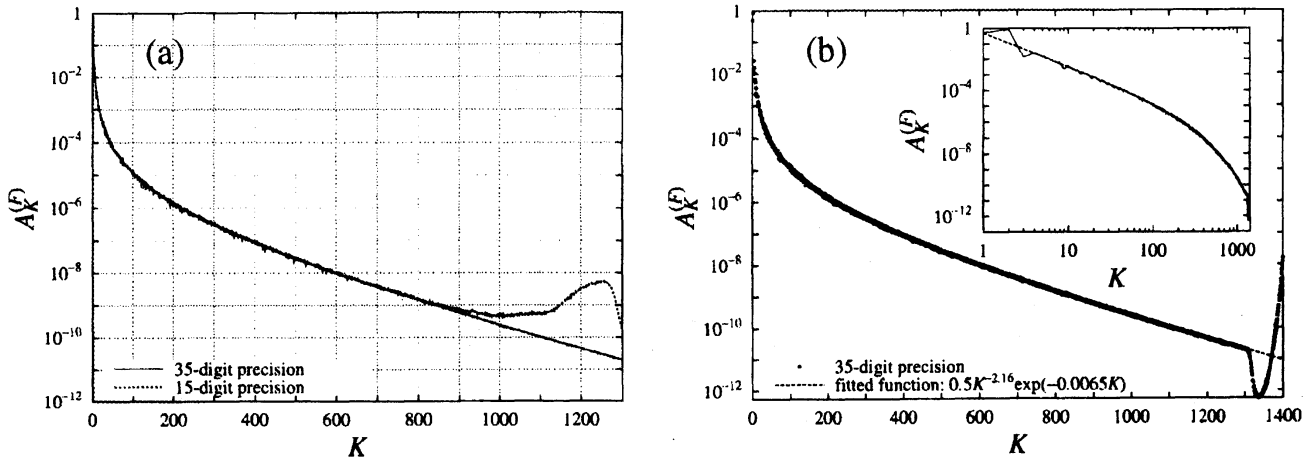 (a)
1
10^{-2}
10^{-4}
10^{-6}
10^{-8}
10^{-10}
10^{-12}
A_K^{(F)}
35-digit precision
15-digit precision
0 200 400 600 800 1000 1200
K
(b)
1
10^{-2}
10^{-4}
10^{-6}
10^{-8}
10^{-10}
10^{-12}
A_K^{(F)}
1
10^{-4}
10^{-8}
10^{-12}
A_K^{(F)}
1 10 100 1000
K
35-digit precision
fitted function: 0.5K^{-2.16}exp(-0.0065K)
0 200 400 600 800 1000 1200 1400
K